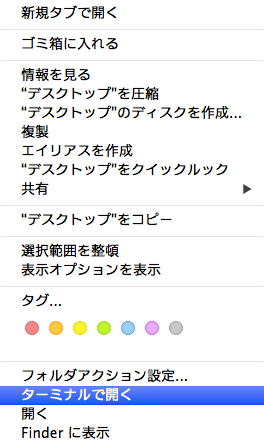 新規タブで開く
ゴミ箱に入れる
情報を見る
“デスクトップ”を圧縮
“デスクトップ”のディスクを作成...
複製
エイリアスを作成
“デスクトップ”をクイックルック
共有
“デスクトップ”をコピー
選択範囲を整頓
表示オプションを表示
タグ...
フォルダアクション設定...
ターミナルで開く
開く
Finder に表示